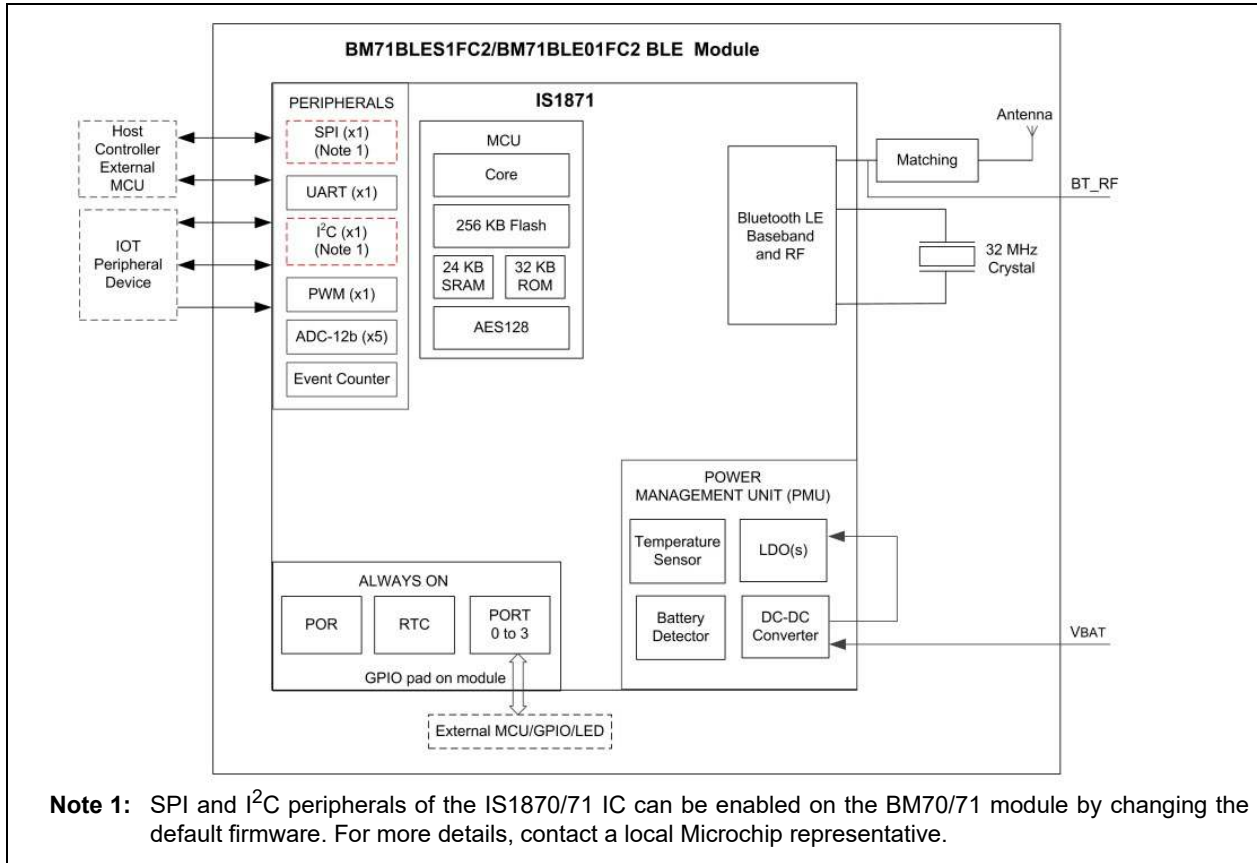 BM71BLES1FC2/BM71BLE01FC2 BLE Module
IS1871
PERIPHERALS
SPI (x1)
(Note 1)
UART (x1)
I²C (x1)
(Note 1)
PWM (x1)
ADC-12b (x5)
Event Counter
Host
Controller
External
MCU
IOT
Peripheral
Device
MCU
Core
256 KB Flash
24 KB
SRAM
32 KB
ROM
AES128
Bluetooth LE
Baseband
and RF
Matching
Antenna
BT_RF
32 MHz
Crystal
POWER
MANAGEMENT UNIT (PMU)
Temperature
Sensor
LDO(s)
Battery
Detector
DC-DC
Converter
VBAT
ALWAYS ON
POR
RTC
PORT
0 to 3
GPIO pad on module
External MCU/GPIO/LED
Note 1: SPI and I²C peripherals of the IS1870/71 IC can be enabled on the BM70/71 module by changing the
default firmware. For more details, contact a local Microchip representative.